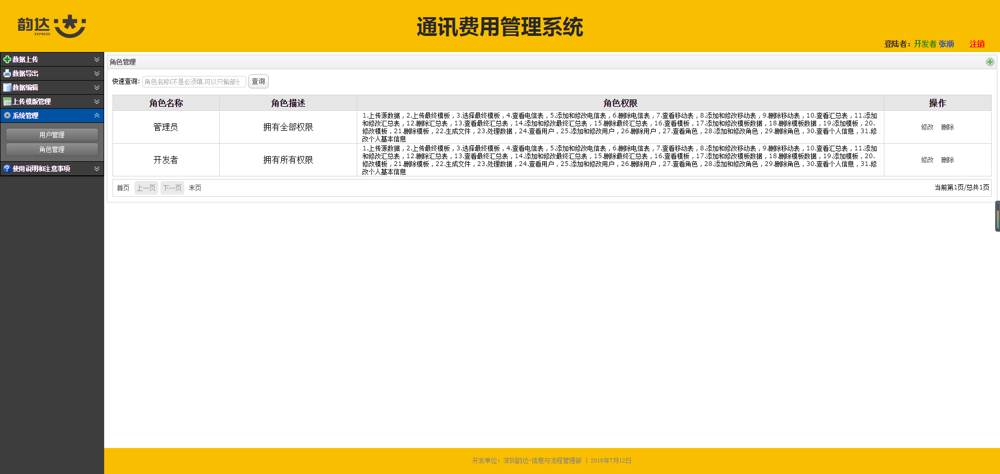 韵达
EXPRESS
通讯费用管理系统
登陆者：开发者 张顺 注销
数据上传
数据导出
数据编辑
上传模版管理
系统管理
用户管理
角色管理
使用说明和注意事项
角色管理
快速查询： 角色名称(不是必须填,可以只输部分 查询
角色名称 角色描述 角色权限 操作
管理员 拥有全部权限
1.上传源数据，2.上传最终模板，3.选择最终模板，4.查看电信表，5.添加和修改电信表，6.删除电信表，7.查看移动表，8.添加和修改移动表，9.删除移动表，10.查看汇总表，11.添加
和修改汇总表，12.删除汇总表，13.查看最终汇总表，14.添加和修改最终汇总表，15.删除最终汇总表，16.查看模板，17.添加和修改模板数据，18.删除模板数据，19.添加模板，20.
修改模板，21.删除模板，22.生成文件，23.处理数据，24.查看用户，25.添加和修改用户，26.删除用户，27.查看角色，28.添加和修改角色，29.删除角色，30.查看个人信息，31.修
改个人基本信息
修改 删除
开发者 拥有所有权限
1.上传源数据，2.上传最终模板，3.选择最终模板，4.查看电信表，5.添加和修改电信表，6.删除电信表，7.查看移动表，8.添加和修改移动表，9.删除移动表，10.查看汇总表，11.添加
和修改汇总表，12.删除汇总表，13.查看最终汇总表，14.添加和修改最终汇总表，15.删除最终汇总表，16.查看模板，17.添加和修改模板数据，18.删除模板数据，19.添加模板，20.
修改模板，21.删除模板，22.生成文件，23.处理数据，24.查看用户，25.添加和修改用户，26.删除用户，27.查看角色，28.添加和修改角色，29.删除角色，30.查看个人信息，31.修
改个人基本信息
修改 删除
首页 上一页 下一页 末页 当前第1页/总共1页
开发单位：深圳韵达-信息与流程管理部 | 2016年7月12日